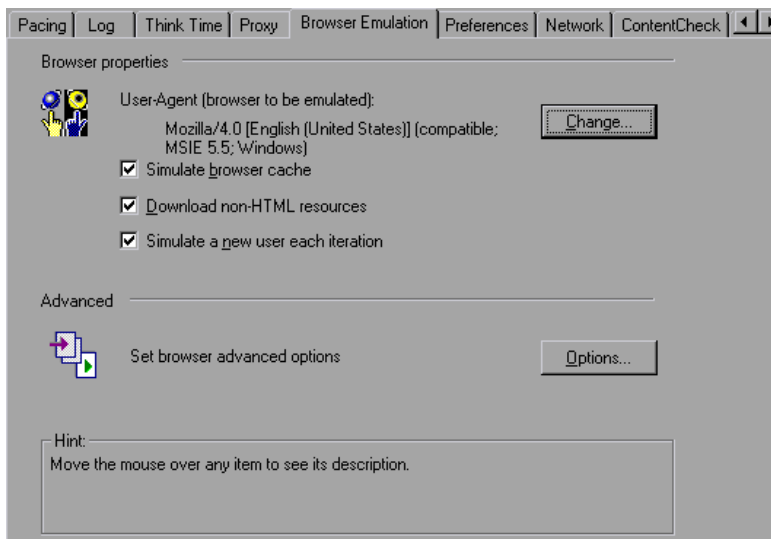 Pacing Log Think Time Proxy Browser Emulation Preferences Network ContentCheck
Browser properties
User-Agent (browser to be emulated):
Mozilla/4.0 [English (United States)] (compatible;
MSIE 5.5; Windows)
Change...
Simulate browser cache
Download non-HTML resources
Simulate a new user each iteration
Advanced
Set browser advanced options
Options...
Hint:
Move the mouse over any item to see its description.